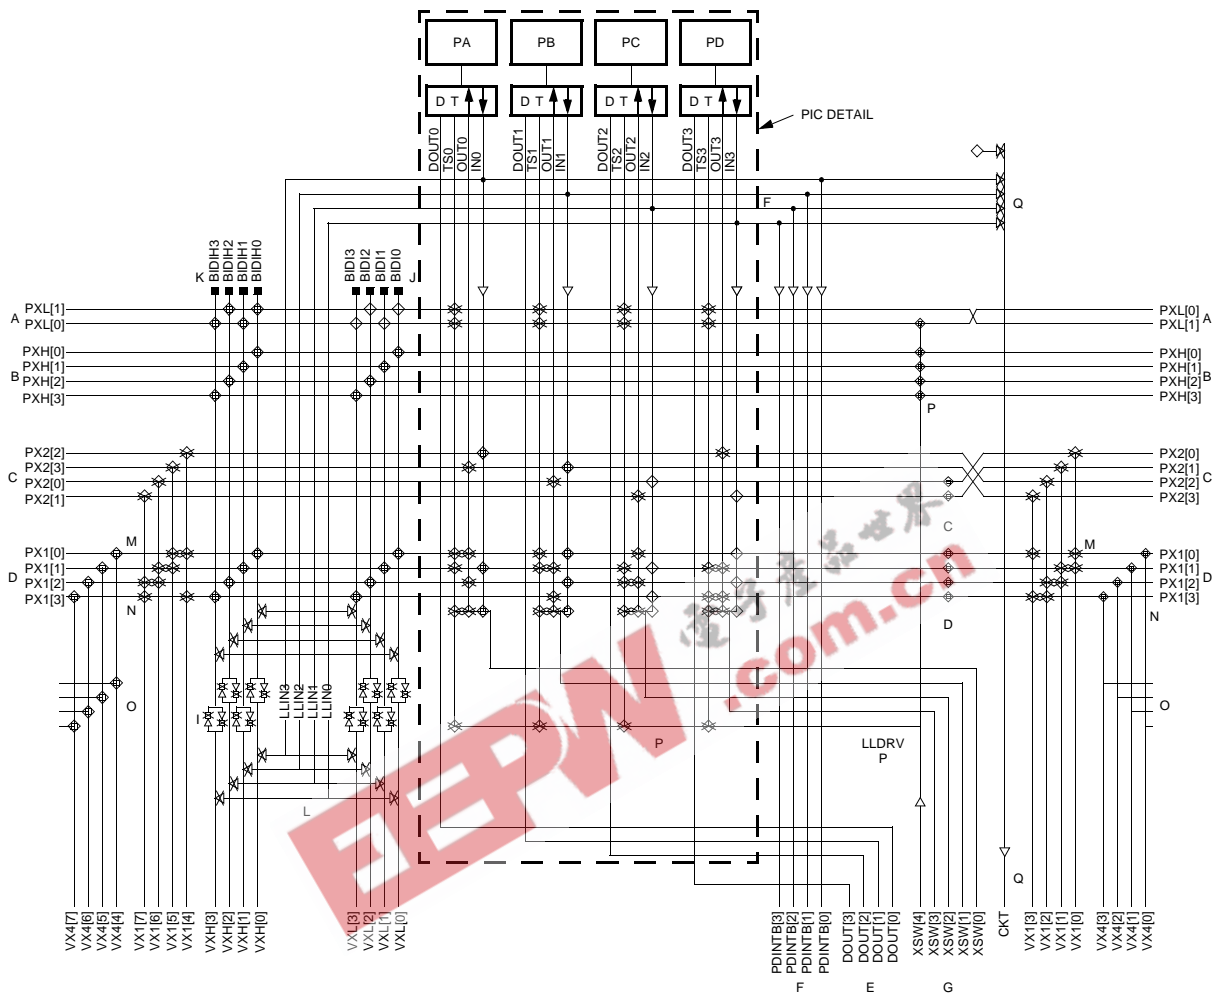 PA PB PC PD
D T D T D T D T
PIC DETAIL
DOUT0 TS0 OUT0 IN0 DOUT1 TS1 OUT1 IN1 DOUT2 TS2 OUT2 IN2 DOUT3 TS3 OUT3 IN3
F Q
K BIDIH3 BIDIH2 BIDIH1 BIDIH0 BIDI3 BIDI2 BIDI1 BIDI0 J
PXL[1] PXL[0]
A PXL[0] PXL[1] A
PXH[0] PXH[0]
PXH[1] PXH[1]
B PXH[2] PXH[2] B
PXH[3] PXH[3]
P
PX2[2] PX2[0]
PX2[3] PX2[1]
C PX2[0] PX2[2] C
PX2[1] PX2[3]
電子產品世界
C
M M
PX1[0] PX1[0]
PX1[1] PX1[1]
D PX1[2] PX1[2] D
PX1[3] PX1[3]
N D N
.com.cn
O O
I LLIN3 LLIN2 LLIN1 LLIN0
P LLDRV
P
EEPW
L
Q
VX4[7] VX4[6] VX4[5] VX4[4] VX1[7] VX1[6] VX1[5] VX1[4] VXH[3] VXH[2] VXH[1] VXH[0] VXL[3] VXL[2] VXL[1] VXL[0] PDINTB[3] PDINTB[2] PDINTB[1] PDINTB[0] DOUT[3] DOUT[2] DOUT[1] DOUT[0] XSW[4] XSW[3] XSW[2] XSW[1] XSW[0] CKT VX1[3] VX1[2] VX1[1] VX1[0] VX4[3] VX4[2] VX4[1] VX4[0]
F E G